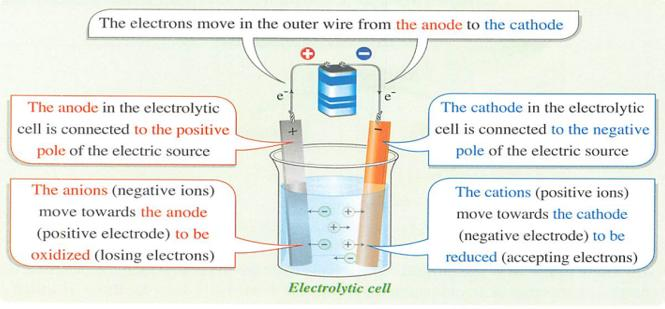 The electrons move in the outer wire from the anode to the cathode
+
−
e⁻
e⁻
The anode in the electrolytic
cell is connected to the positive
pole of the electric source
The cathode in the electrolytic
cell is connected to the negative
pole of the electric source
+
−
The anions (negative ions)
move towards the anode
(positive electrode) to be
oxidized (losing electrons)
The cations (positive ions)
move towards the cathode
(negative electrode) to be
reduced (accepting electrons)
− +
+
− +
−
Electrolytic cell